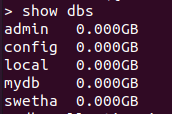 > show dbs
admin   0.000GB
config  0.000GB
local   0.000GB
mydb    0.000GB
swetha  0.000GB